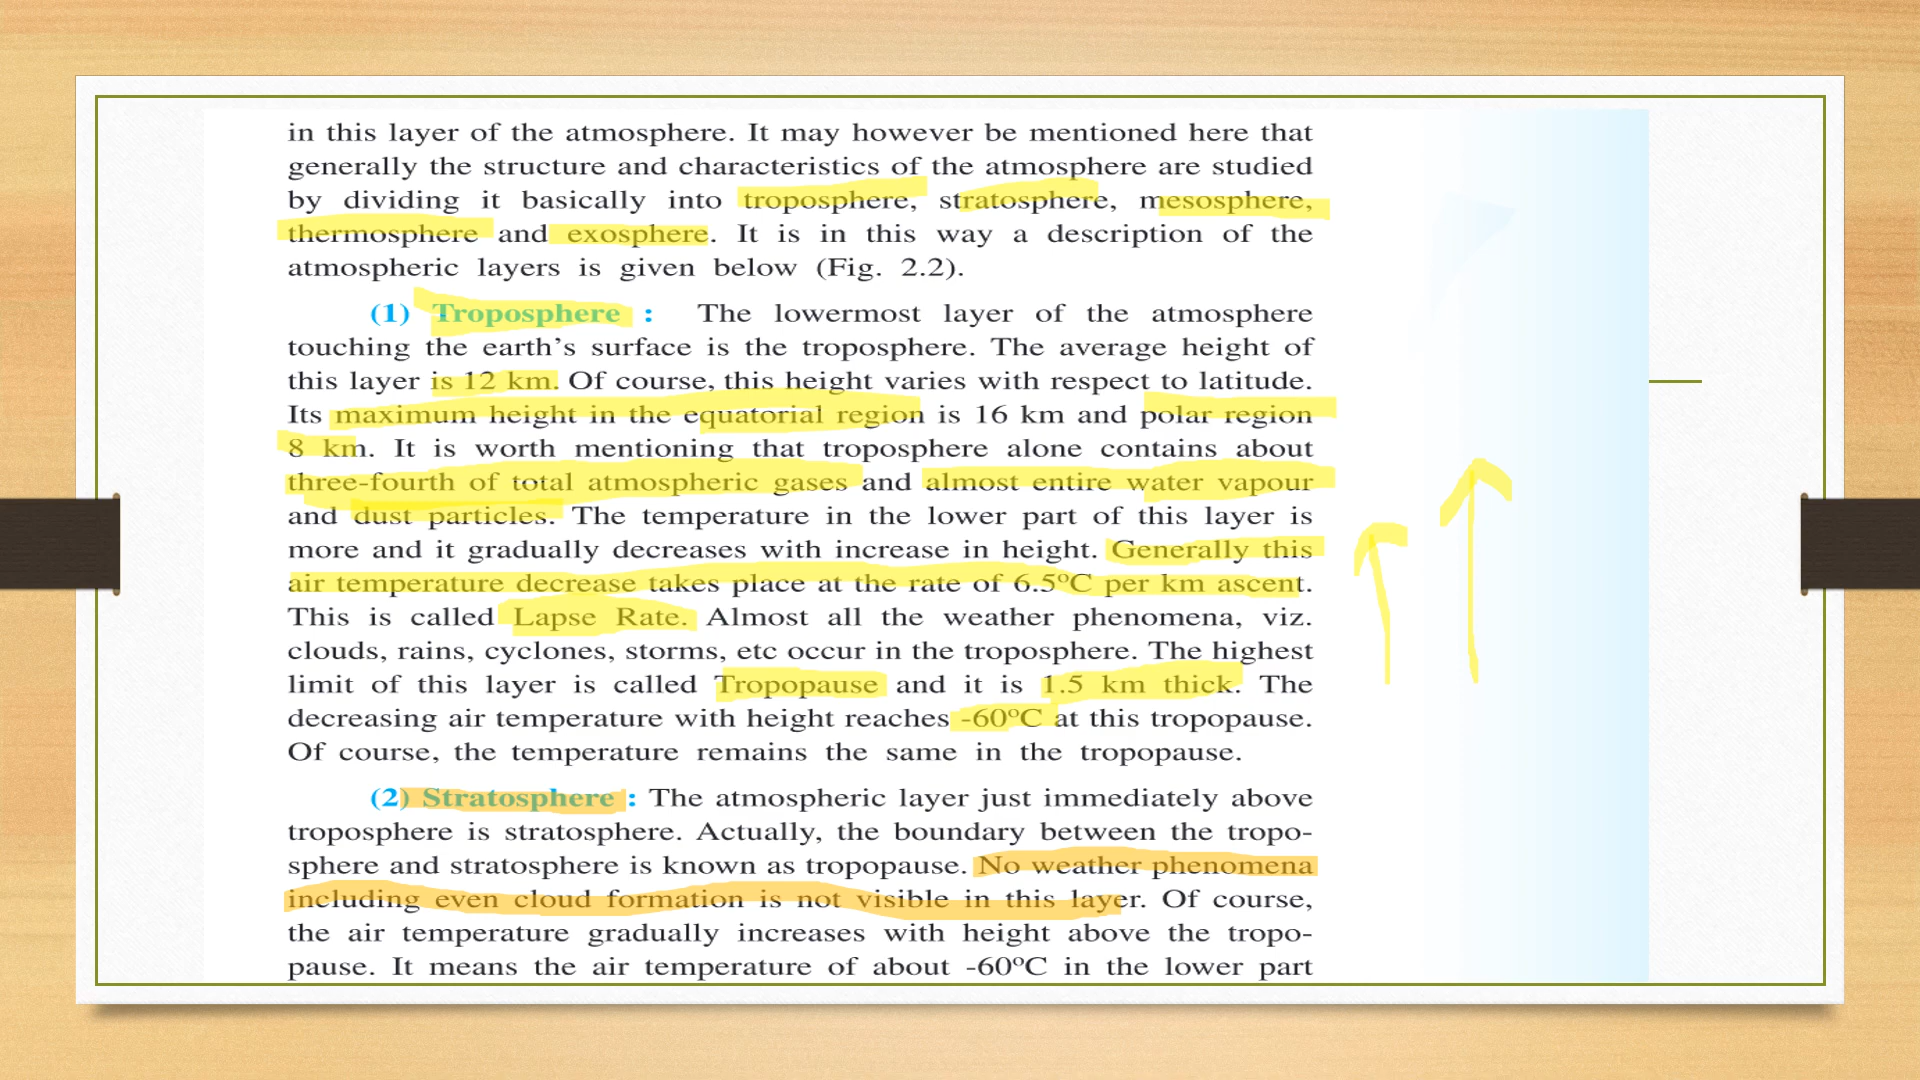 in this layer of the atmosphere. It may however be mentioned here that
generally the structure and characteristics of the atmosphere are studied
by dividing it basically into troposphere, stratosphere, mesosphere,
thermosphere and exosphere. It is in this way a description of the
atmospheric layers is given below (Fig. 2.2).
(1) Troposphere : The lowermost layer of the atmosphere
touching the earth's surface is the troposphere. The average height of
this layer is 12 km. Of course, this height varies with respect to latitude.
Its maximum height in the equatorial region is 16 km and polar region
8 km. It is worth mentioning that troposphere alone contains about
three-fourth of total atmospheric gases and almost entire water vapour
and dust particles. The temperature in the lower part of this layer is
more and it gradually decreases with increase in height. Generally this
air temperature decrease takes place at the rate of 6.5ºC per km ascent.
This is called Lapse Rate. Almost all the weather phenomena, viz.
clouds, rains, cyclones, storms, etc occur in the troposphere. The highest
limit of this layer is called Tropopause and it is 1.5 km thick. The
decreasing air temperature with height reaches -60ºC at this tropopause.
Of course, the temperature remains the same in the tropopause.
(2) Stratosphere : The atmospheric layer just immediately above
troposphere is stratosphere. Actually, the boundary between the tropo-
sphere and stratosphere is known as tropopause. No weather phenomena
including even cloud formation is not visible in this layer. Of course,
the air temperature gradually increases with height above the tropo-
pause. It means the air temperature of about -60ºC in the lower part